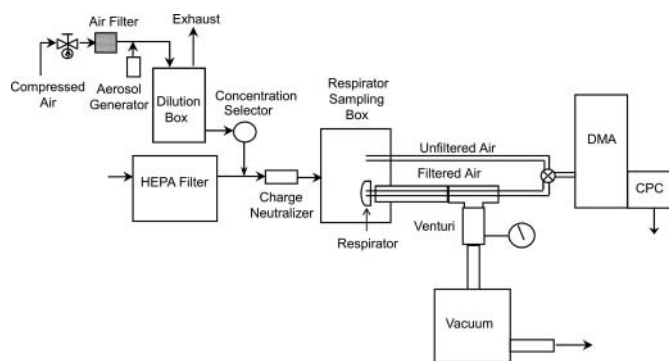 Exhaust
Air Filter
Compressed
Air
Aerosol
Generator
Dilution
Box
Concentration
Selector
Respirator
Sampling
Box
HEPA Filter
Charge
Neutralizer
Unfiltered Air
Filtered Air
Respirator
Venturi
DMA
CPC
Vacuum